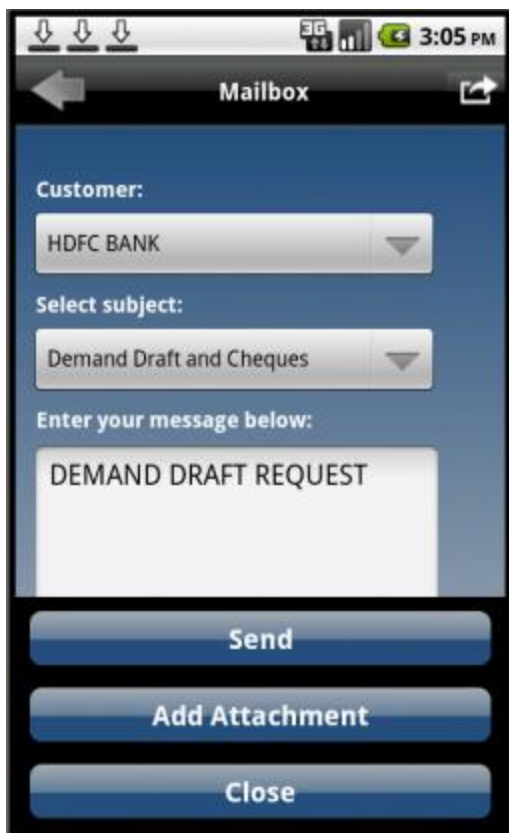 3G 3:05 PM
Mailbox
Customer:
HDFC BANK
Select subject:
Demand Draft and Cheques
Enter your message below:
DEMAND DRAFT REQUEST
Send
Add Attachment
Close